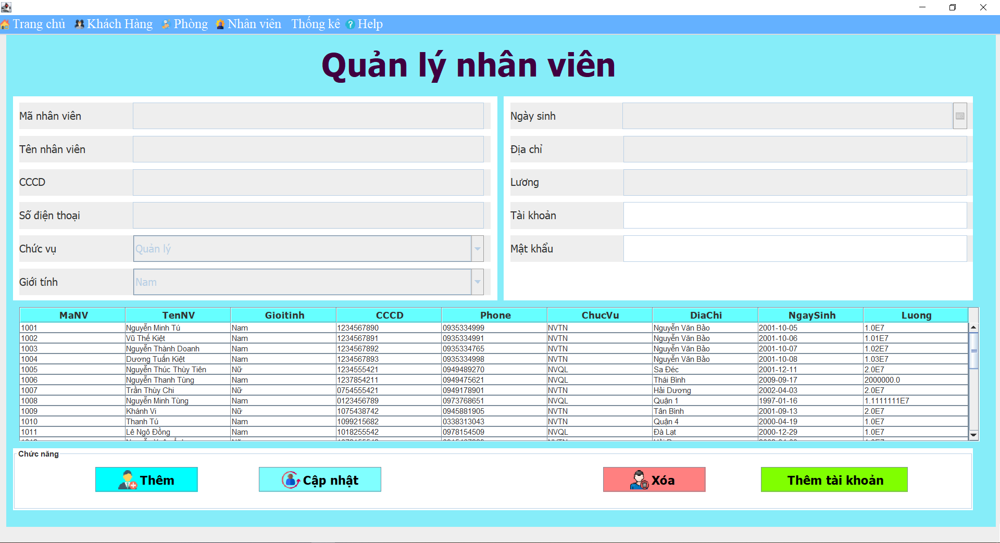 Trang chủ Khách Hàng Phòng Nhân viên Thống kê ? Help
Quản lý nhân viên
Mã nhân viên
Tên nhân viên
CCCD
Số điện thoại
Chức vụ Quản lý
Giới tính Nam
Ngày sinh
Địa chỉ
Lương
Tài khoản
Mật khẩu
MaNV TenNV Gioitinh CCCD Phone ChucVu DiaChi NgaySinh Luong
1001 Nguyễn Minh Tú Nam 1234567890 0935334999 NVTN Nguyễn Văn Bảo 2001-10-05 1.0E7
1002 Vũ Thế Kiệt Nam 1234567891 0935334991 NVTN Nguyễn Văn Bảo 2001-10-06 1.01E7
1003 Nguyễn Thành Doanh Nam 1234567892 0935334765 NVTN Nguyễn Văn Bảo 2001-10-07 1.02E7
1004 Dương Tuấn Kiệt Nam 1234567893 0935334998 NVTN Nguyễn Văn Bảo 2001-10-08 1.03E7
1005 Nguyễn Thúc Thùy Tiên Nữ 1234555421 0949489270 NVQL Sa Đéc 2001-12-11 2.0E7
1006 Nguyễn Thanh Tùng Nam 1237854211 0949475621 NVQL Thái Bình 2009-09-17 2000000.0
1007 Trần Thùy Chi Nữ 0754555421 0949178901 NVTN Hải Dương 2002-04-03 2.0E7
1008 Nguyễn Minh Tùng Nam 0123456789 0973768651 NVQL Quận 1 1997-01-16 1.1111111E7
1009 Khánh Vi Nữ 1075438742 0945881905 NVTN Tân Bình 2001-09-13 2.0E7
1010 Thanh Tú Nam 1099215682 0338313043 NVTN Quận 4 2000-04-19 1.0E7
1011 Lê Ngô Đồng Nam 1018255542 0978154509 NVQL Đà Lạt 2000-12-29 1.0E7
Chức năng
Thêm Cập nhật Xóa Thêm tài khoản